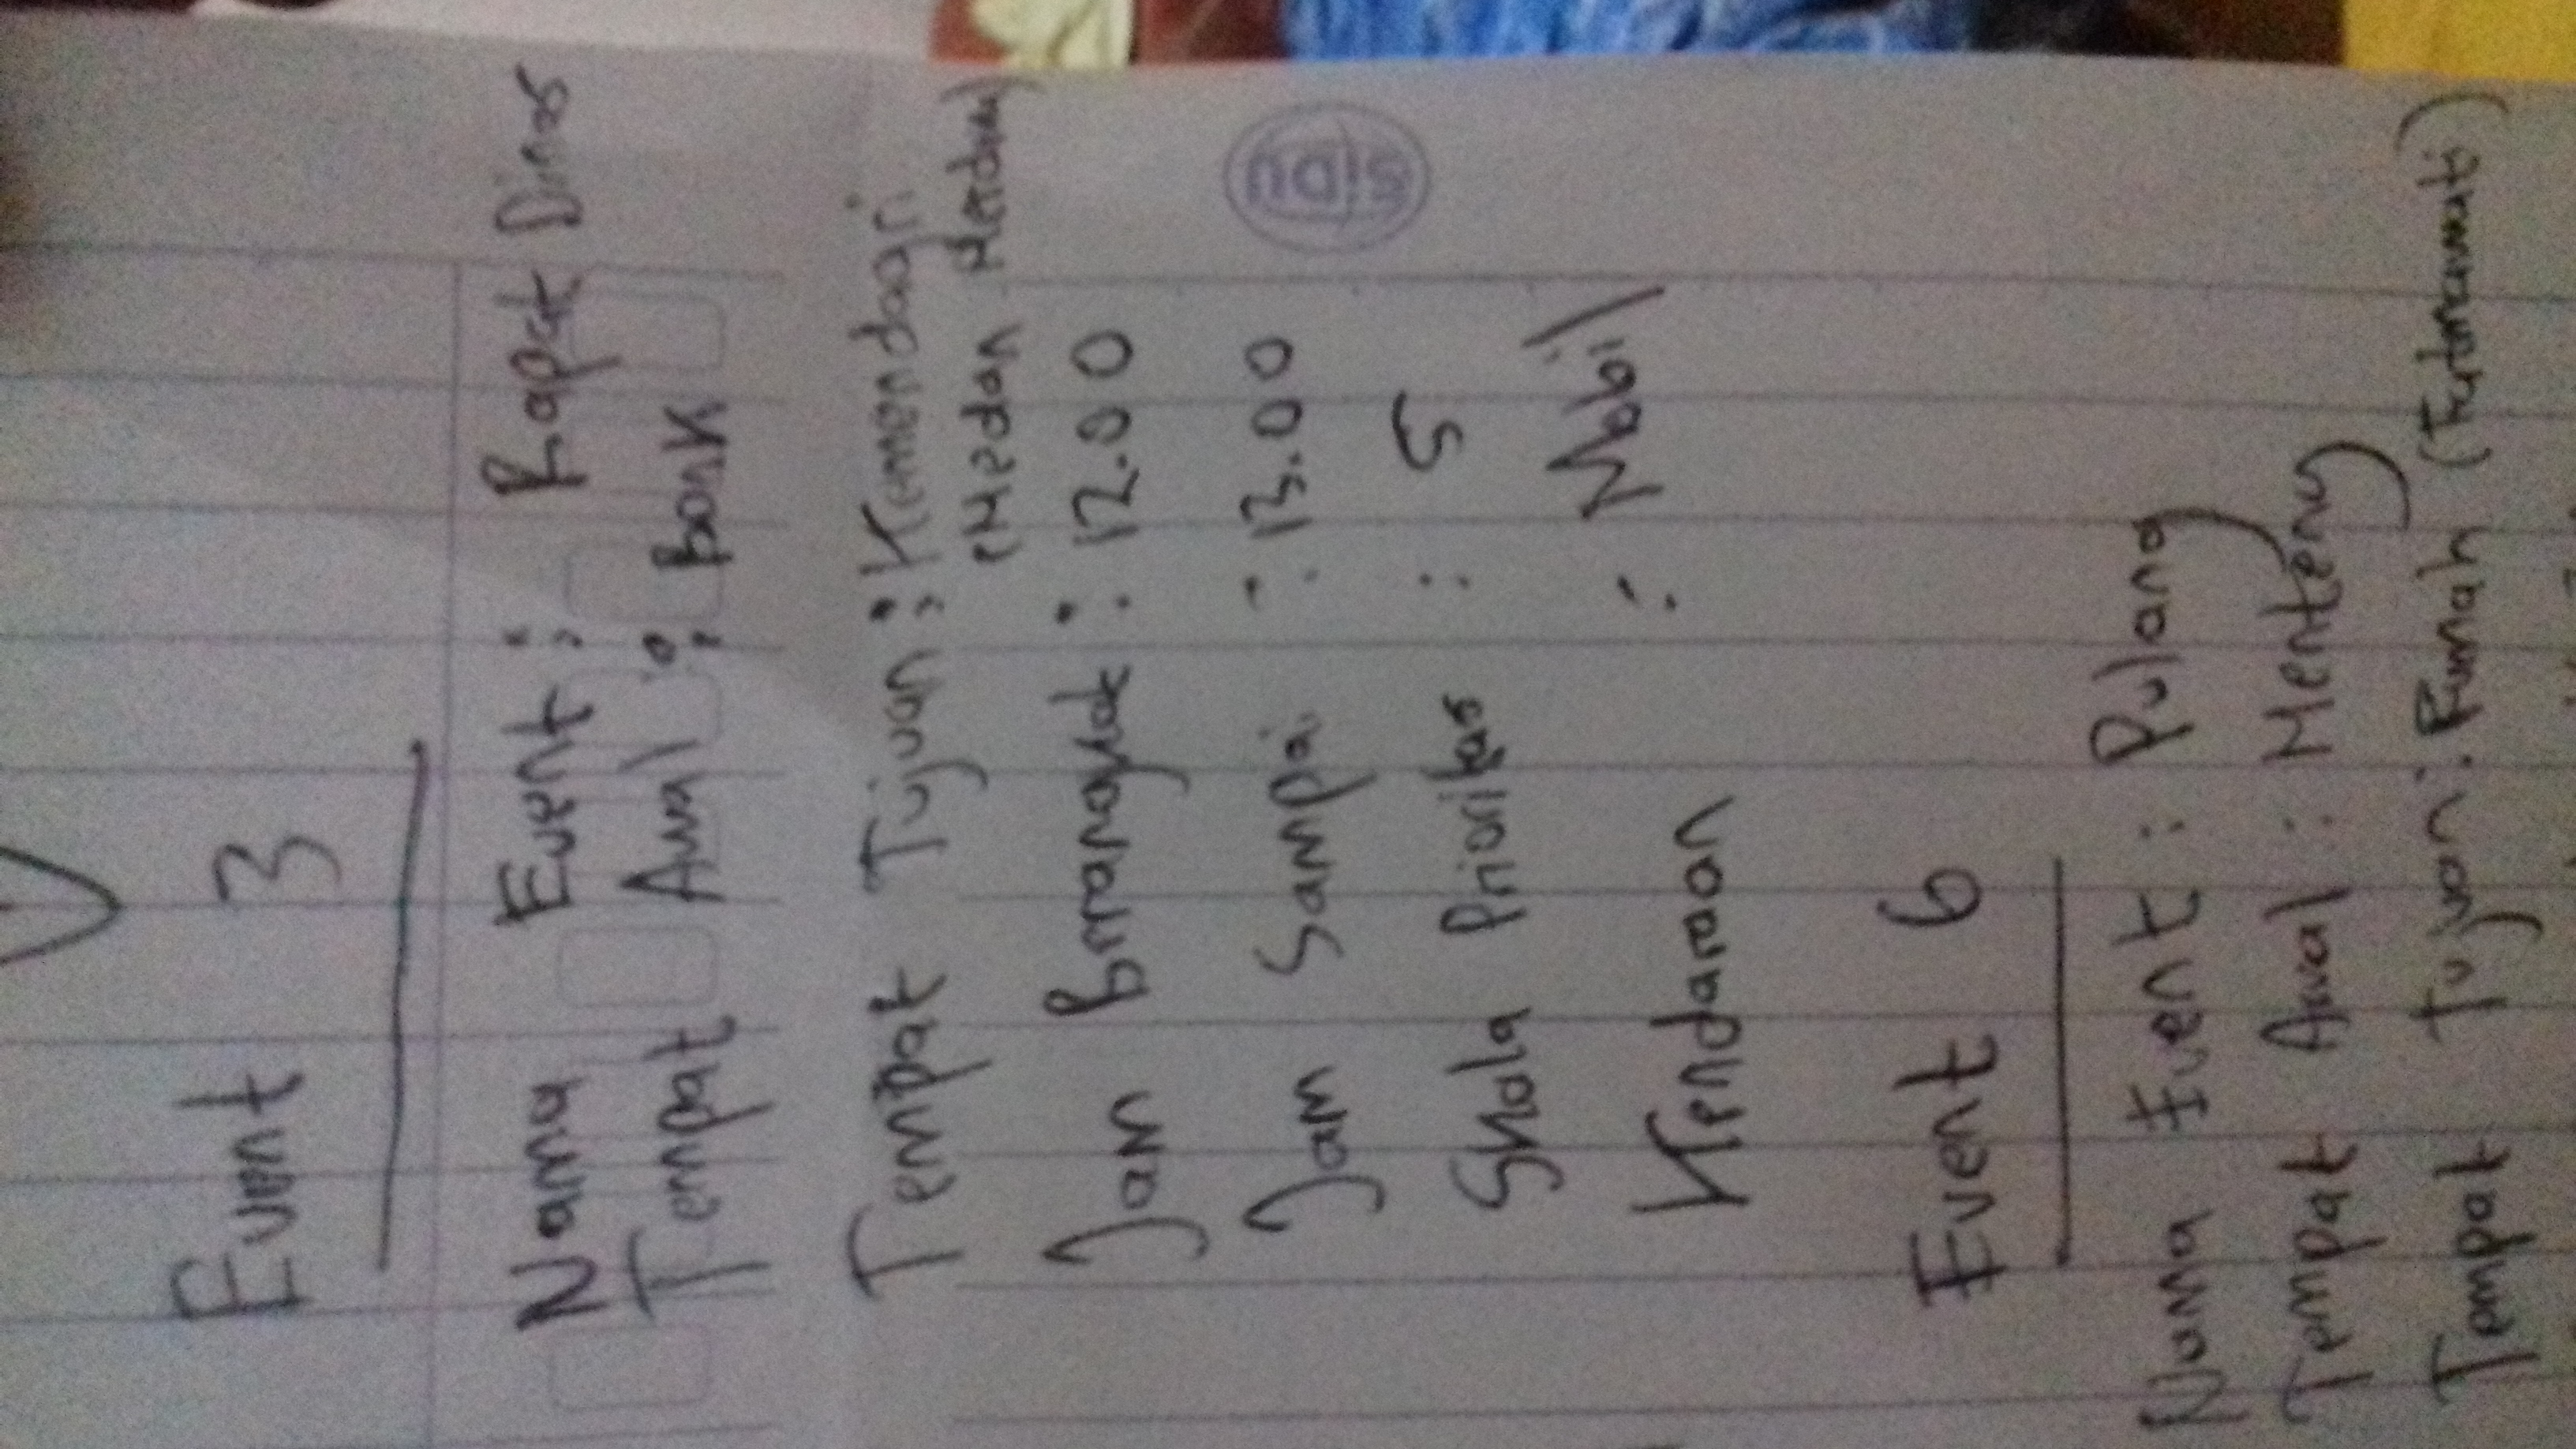 Event 3
Nama Event : Rapat Dinas
Tempat Awal : Bank
Tempat Tujuan : Kemendagri
(Medan Merdeka)
Jam Berangkat : 12.00
Jam Sampai : 13.00
Skala Prioritas : 5
Kendaraan : Mobil
SIDU
Event 6
Nama Event : Pulang
Tempat Awal : Menteng
Tempat Tujuan : Rumah (Fatmawati)